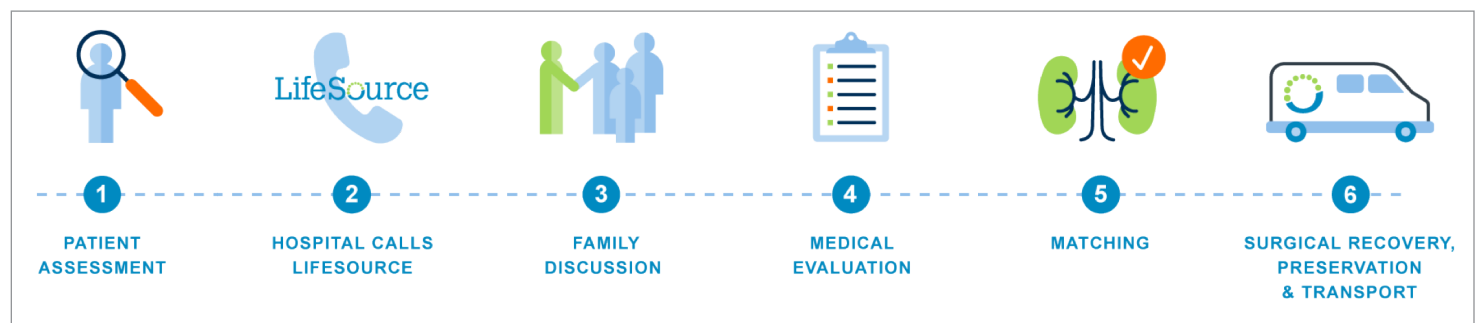 LifeSource
1
2
3
4
5
6
PATIENT
ASSESSMENT
HOSPITAL CALLS
LIFESOURCE
FAMILY
DISCUSSION
MEDICAL
EVALUATION
MATCHING
SURGICAL RECOVERY,
PRESERVATION
& TRANSPORT